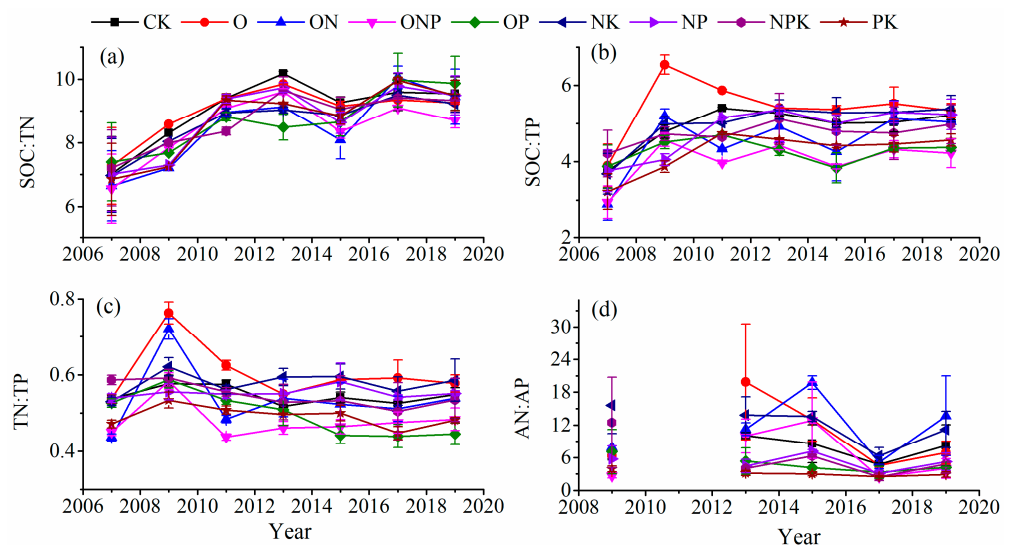 CK O ON ONP OP NK NP NPK PK
(a)
SOC:TN
10
8
6
2006 2008 2010 2012 2014 2016 2018 2020
(b)
SOC:TP
6
4
2
2006 2008 2010 2012 2014 2016 2018 2020
(c)
TN:TP
0.8
0.6
0.4
2006 2008 2010 2012 2014 2016 2018 2020
Year
(d)
AN:AP
30
24
18
12
6
0
2008 2010 2012 2014 2016 2018 2020
Year